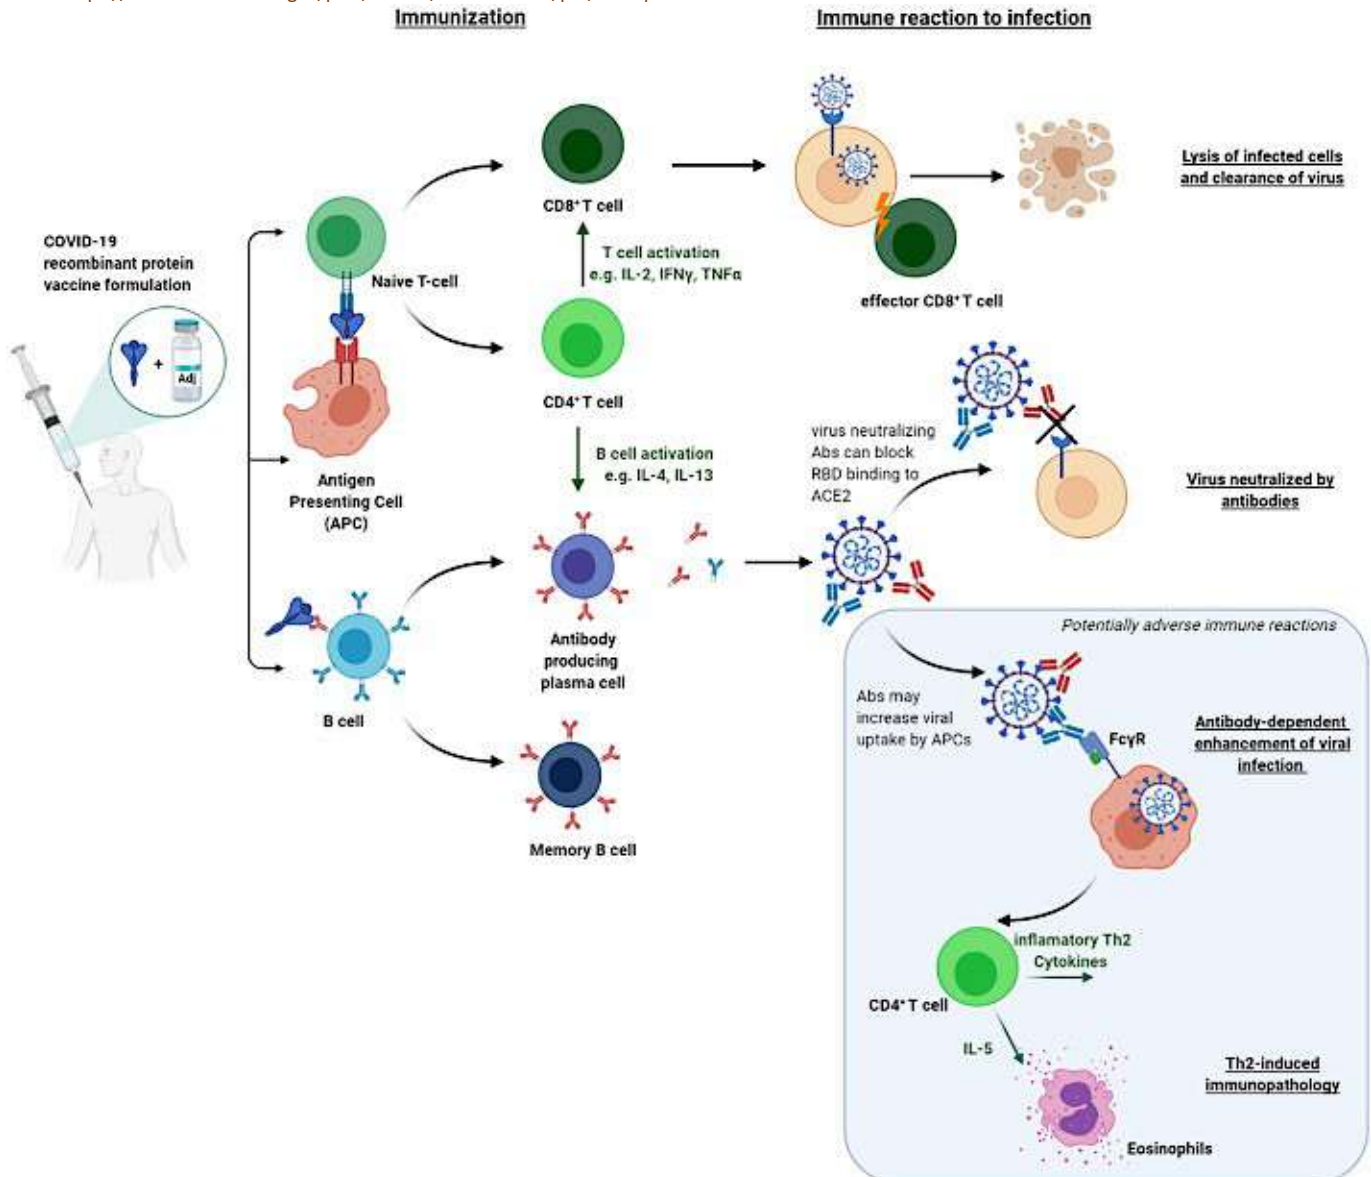 Immunization
Immune reaction to infection
COVID-19
recombinant protein
vaccine formulation
+
Adj
Naive T-cell
Antigen
Presenting Cell
(APC)
B cell
CD8⁺ T cell
T cell activation
e.g. IL-2, IFNγ, TNFα
CD4⁺ T cell
B cell activation
e.g. IL-4, IL-13
Antibody
producing
plasma cell
Memory B cell
effector CD8⁺ T cell
Lysis of infected cells
and clearance of virus
virus neutralizing
Abs can block
RBD binding to
ACE2
Virus neutralized by
antibodies
Potentially adverse immune reactions
Abs may
increase viral
uptake by APCs
FcγR
Antibody-dependent
enhancement of viral
infection
inflamatory Th2
Cytokines
CD4⁺ T cell
IL-5
Th2-induced
immunopathology
Eosinophils